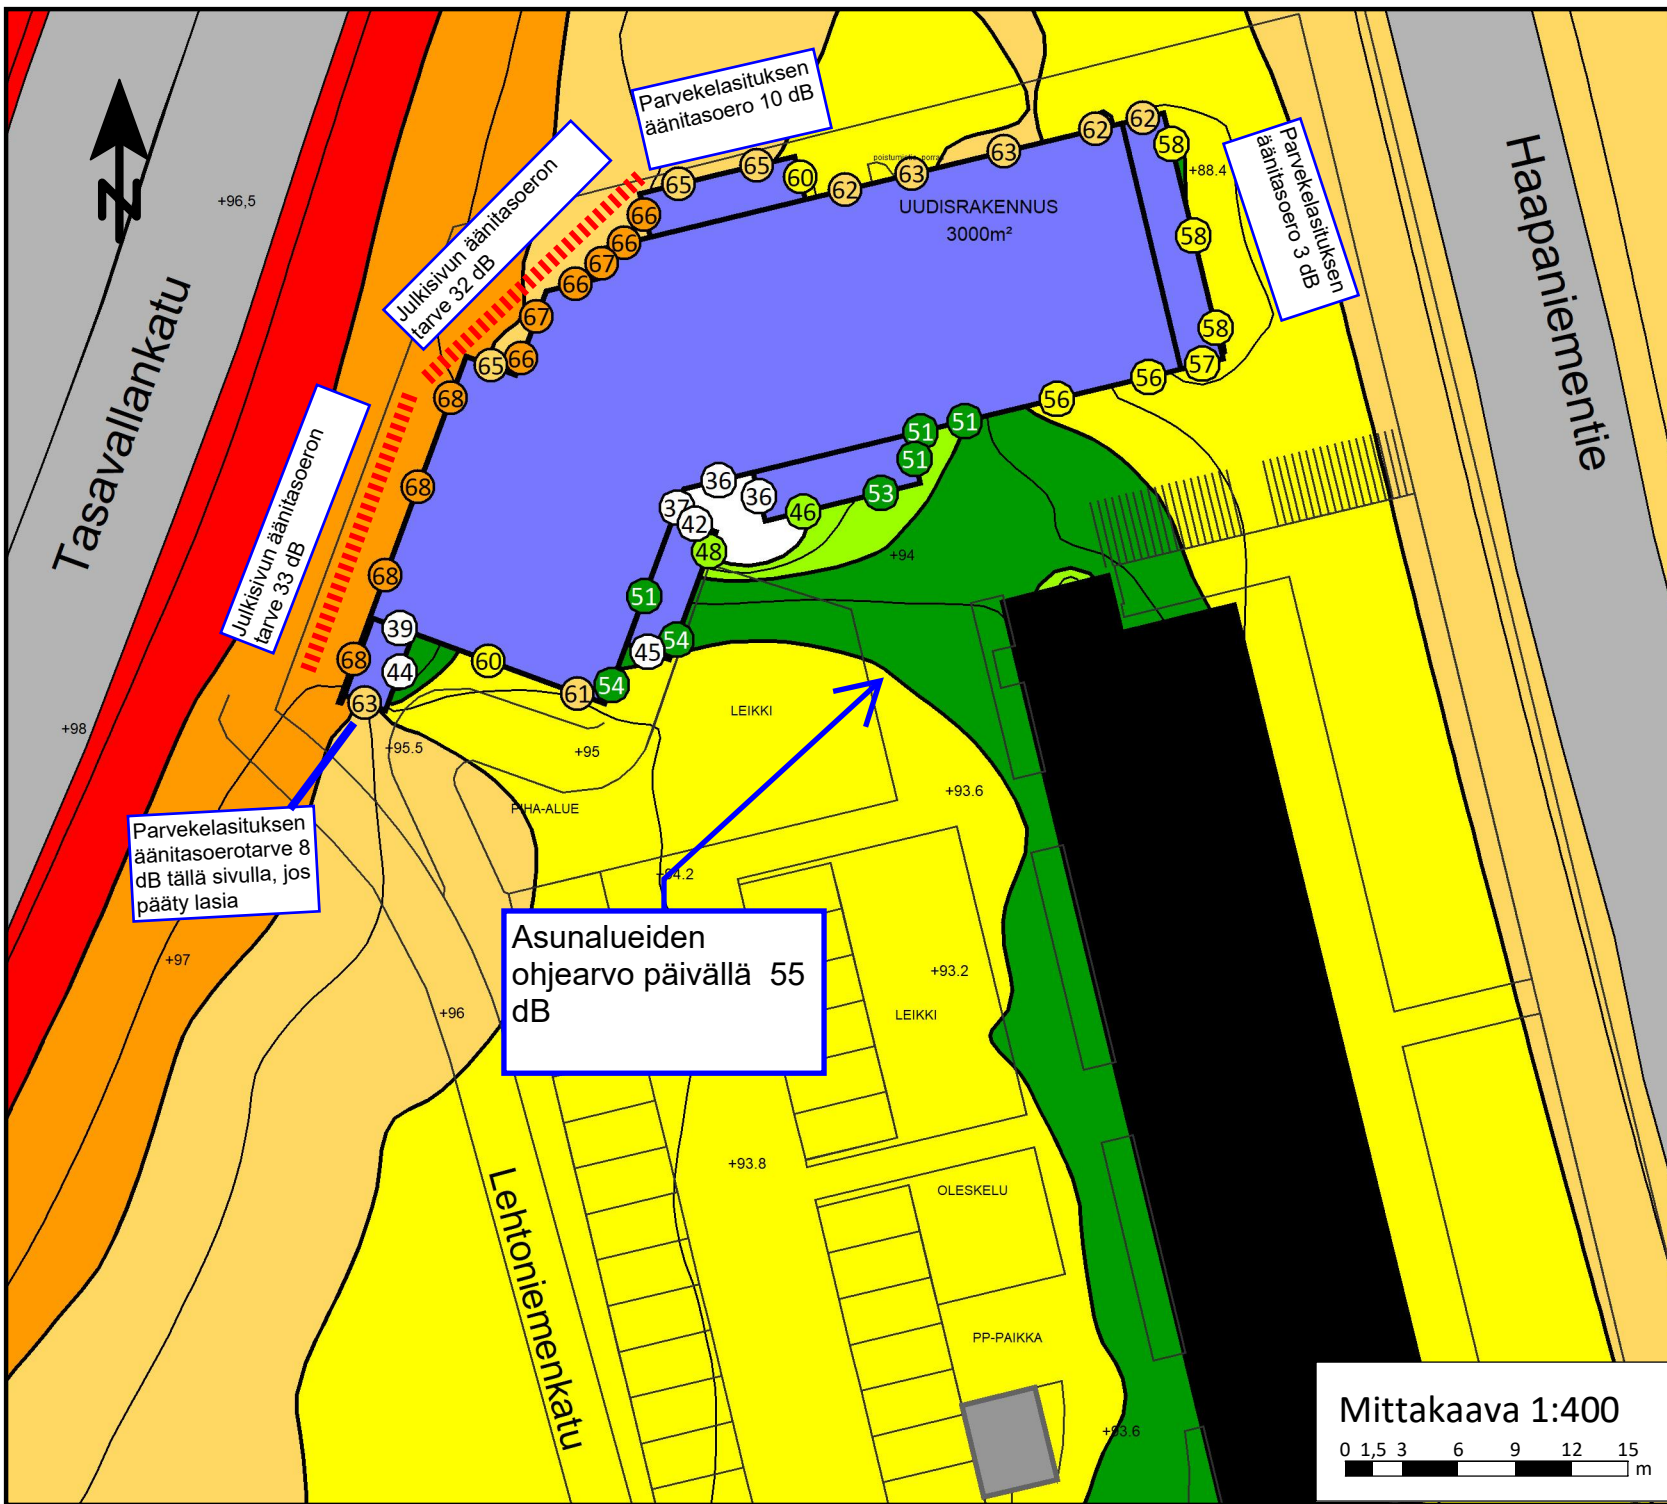 Parvekelasituksen
äänitasoero 10 dB
Julkisivun äänitasoeron
tarve 32 dB
Julkisivun äänitasoeron
tarve 33 dB
Parvekelasituksen
äänitasoero 3 dB
Haapaniementie
Tasavallankatu
Lehtoniemenkatu
UUDISRAKENNUS
3000m²
poistumistie, porras
+96,5
+88.4
62
62
58
63
63
62
60
65
65
66
66
67
66
67
66
65
68
68
68
68
58
58
57
56
56
51
51
51
53
46
36
36
37
42
48
51
45
54
54
39
44
60
61
63
+94
+98
+95.5
+95
LEIKKI
PIHA-ALUE
+93.6
+94.2
Parvekelasituksen
äänitasoerotarve 8
dB tällä sivulla, jos
pääty lasia
Asunalueiden
ohjearvo päivällä 55
dB
+97
+96
+93.2
LEIKKI
+93.8
OLESKELU
PP-PAIKKA
+93.6
Mittakaava 1:400
0 1,5 3 6 9 12 15
m
N